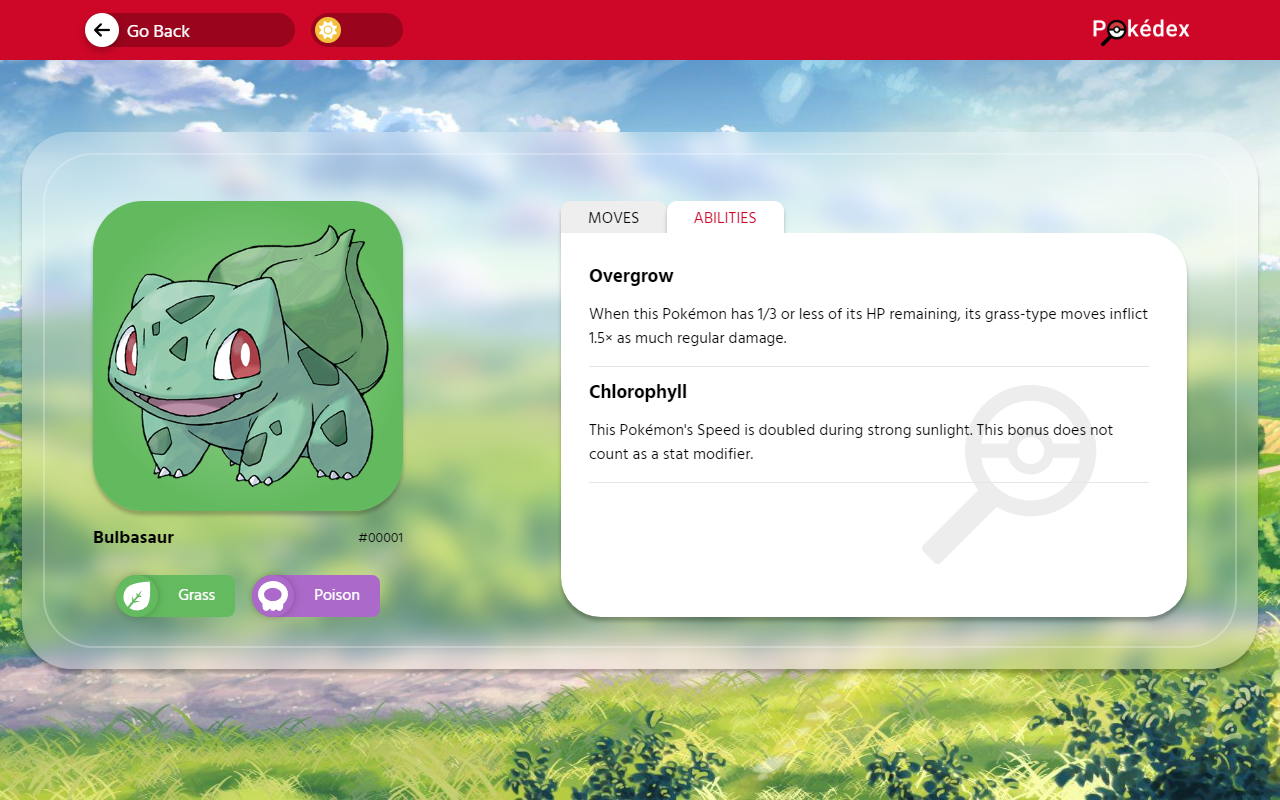 Go Back
Pokédex
MOVES
ABILITIES
Overgrow
When this Pokémon has 1/3 or less of its HP remaining, its grass-type moves inflict
1.5× as much regular damage.
Chlorophyll
This Pokémon's Speed is doubled during strong sunlight. This bonus does not
count as a stat modifier.
Bulbasaur
#00001
Grass
Poison